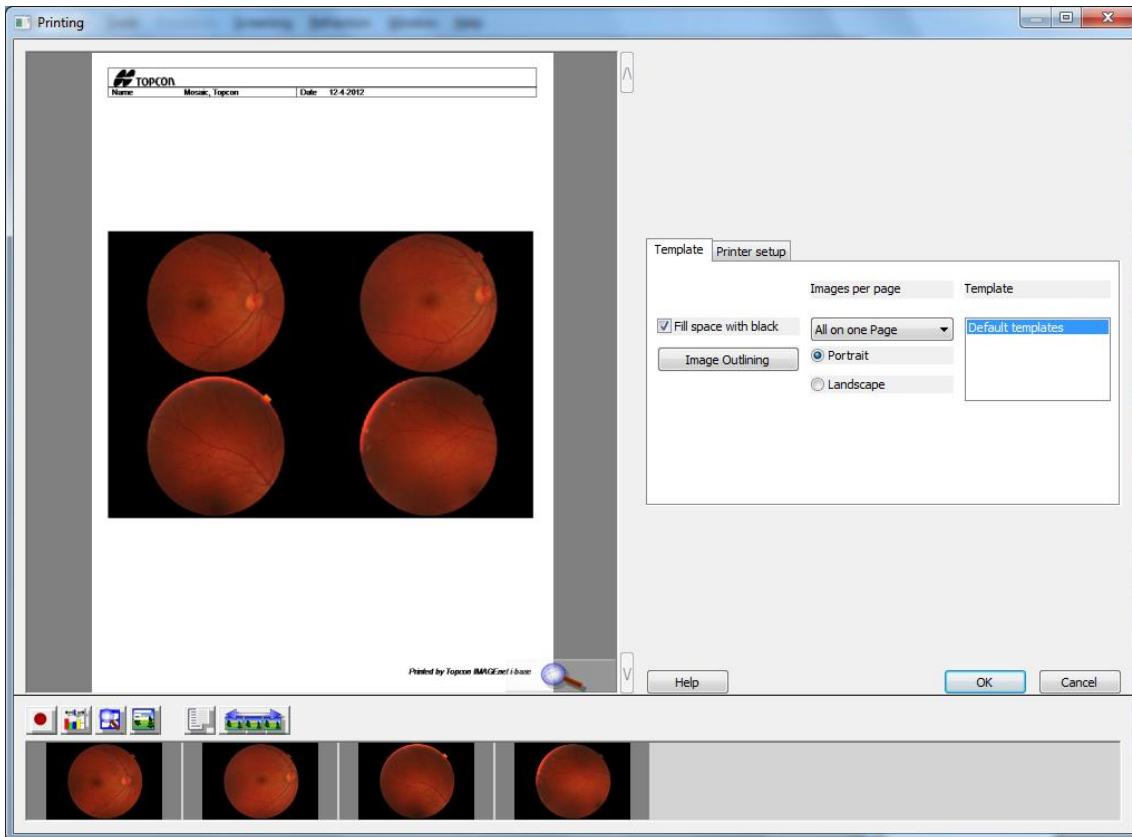 Printing
TOPCON
Name Mosaic, Topcon Date 12-4-2012
Template Printer setup
Images per page Template
Fill space with black All on one Page Default templates
Image Outlining Portrait
Landscape
Printed by Topcon IMAGEnet i-base
Help OK Cancel